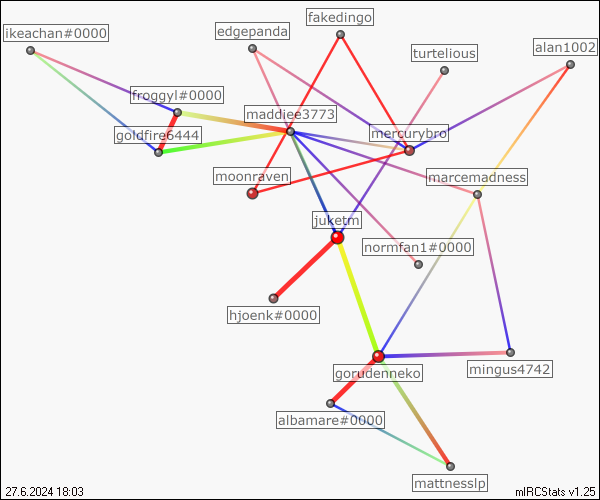 fakedingo
ikeachan#0000
edgepanda
turtelious
alan1002
froggyl#0000
maddiee3773
goldfire6444
mercurybro
moonraven
marcemadness
juketm
normfan1#0000
hjoenk#0000
gorudenneko
mingus4742
albamare#0000
mattnesslp
27.6.2024 18:03
mIRCStats v1.25